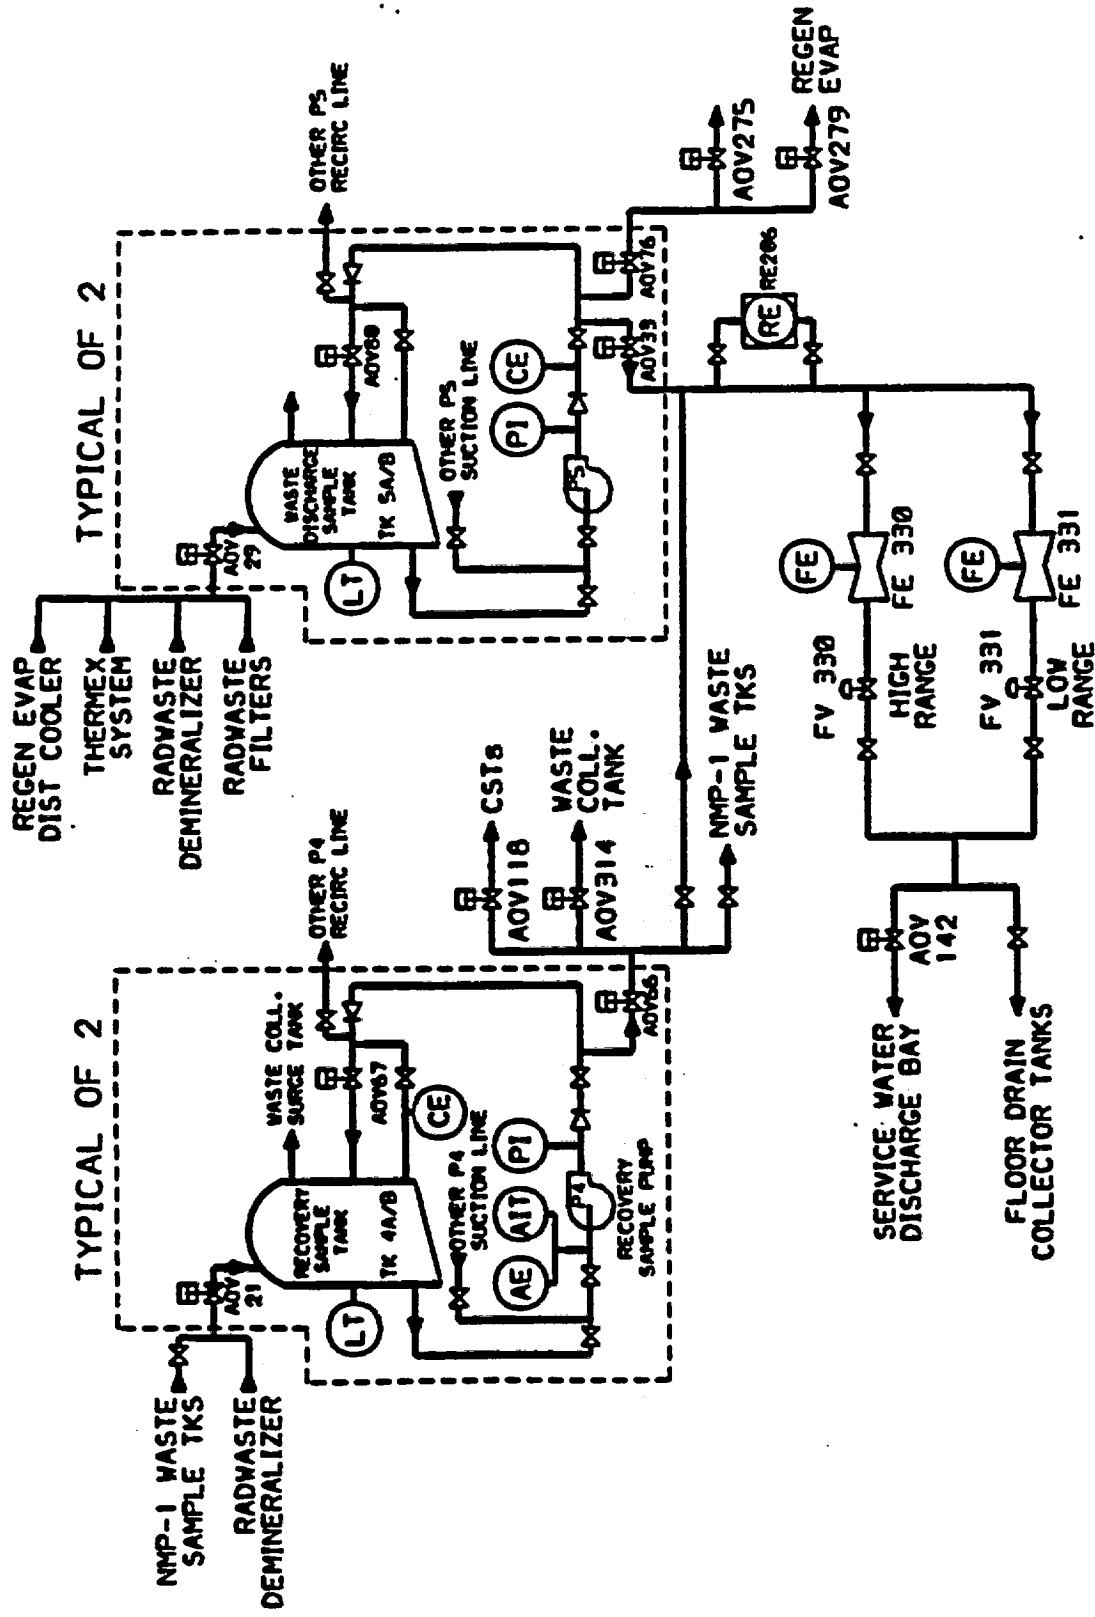 TYPICAL OF 2
NMP-1 WASTE
SAMPLE TKS
RADWASTE
DEMINERALIZER
AOV
21
LT
RECOVERY
SAMPLE
TANK
TK 4A/B
WASTE COLL.
SURGE TANK
OTHER P4
RECIRC LINE
AOV67
CE
OTHER P4
SUCTION LINE
AE
AIT
PI
P4
RECOVERY
SAMPLE PUMP
AOV66
CSTS
AOV118
WASTE
COLL.
TANK
AOV314
NMP-1 WASTE
SAMPLE TKS
TYPICAL OF 2
REGEN EVAP
DIST COOLER
THERMEX
SYSTEM
RADWASTE
DEMINERALIZER
RADWASTE
FILTERS
AOV
29
LT
WASTE
DISCHARGE
SAMPLE
TANK
TK 5A/B
OTHER P5
RECIRC LINE
AOV80
OTHER P5
SUCTION LINE
PI
CE
P5
AOV39
AOV76
AOV275
REGEN
EVAP
AOV279
RE
RE206
FE
FE 330
FV 330
HIGH
RANGE
FE
FE 331
FV 331
LOW
RANGE
AOV
142
SERVICE WATER
DISCHARGE BAY
FLOOR DRAIN
COLLECTOR TANKS